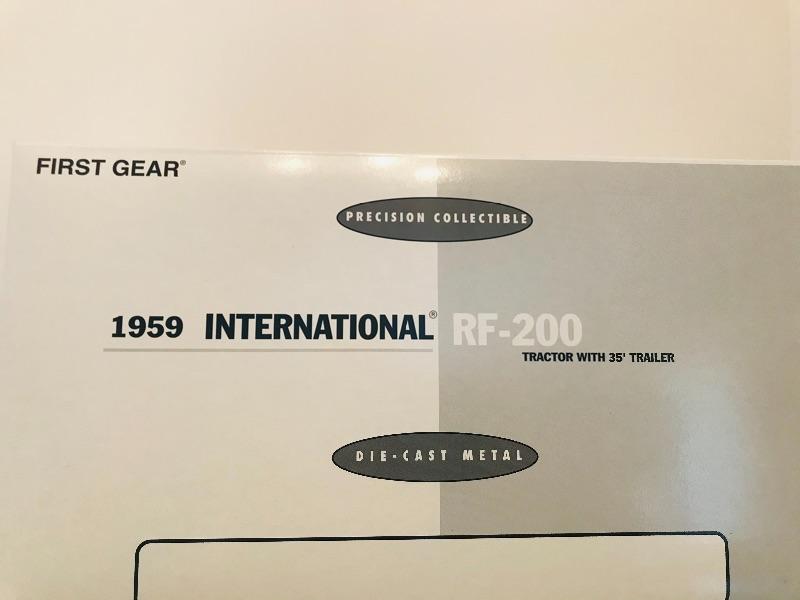 FIRST GEAR®
PRECISION COLLECTIBLE
1959 INTERNATIONAL® RF-200
TRACTOR WITH 35' TRAILER
DIE-CAST METAL